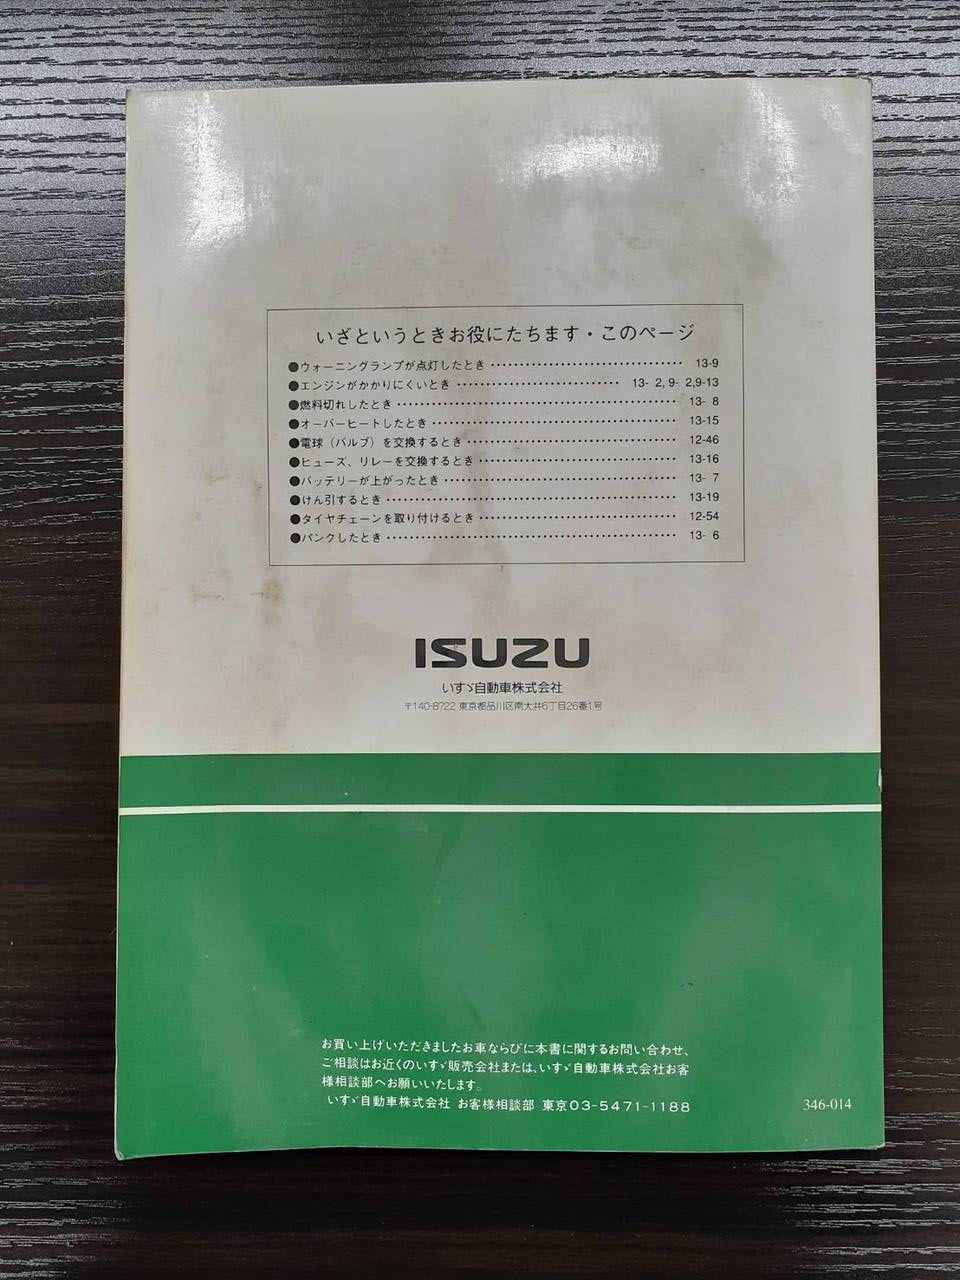 いざというときお役にたちます・このページ
●ウォーニングランプが点灯したとき ‥‥‥‥‥‥‥‥‥‥‥‥‥‥‥‥ 13-9
●エンジンがかかりにくいとき ‥‥‥‥‥‥‥‥‥‥‥‥‥‥ 13- 2, 9- 2,9-13
●燃料切れしたとき ‥‥‥‥‥‥‥‥‥‥‥‥‥‥‥‥‥‥‥‥‥‥‥‥ 13- 8
●オーバーヒートしたとき ‥‥‥‥‥‥‥‥‥‥‥‥‥‥‥‥‥‥‥‥‥ 13-15
●電球（バルブ）を交換するとき ‥‥‥‥‥‥‥‥‥‥‥‥‥‥‥‥‥‥ 12-46
●ヒューズ、リレーを交換するとき ‥‥‥‥‥‥‥‥‥‥‥‥‥‥‥‥‥ 13-16
●バッテリーが上がったとき ‥‥‥‥‥‥‥‥‥‥‥‥‥‥‥‥‥‥‥‥ 13- 7
●けん引するとき ‥‥‥‥‥‥‥‥‥‥‥‥‥‥‥‥‥‥‥‥‥‥‥‥‥ 13-19
●タイヤチェーンを取り付けるとき ‥‥‥‥‥‥‥‥‥‥‥‥‥‥‥‥‥ 12-54
●パンクしたとき ‥‥‥‥‥‥‥‥‥‥‥‥‥‥‥‥‥‥‥‥‥‥‥‥‥ 13- 6
ISUZU
いすゞ自動車株式会社
〒140-8722 東京都品川区南大井6丁目26番1号
お買い上げいただきましたお車ならびに本書に関するお問い合わせ、
ご相談はお近くのいすゞ販売会社または、いすゞ自動車株式会社お客
様相談部へお願いいたします。
いすゞ自動車株式会社 お客様相談部 東京03-5471-1188
346-014